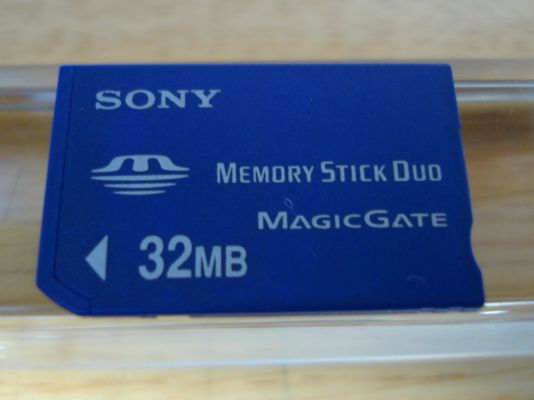 SONY
MEMORY STICK DUO
MAGICGATE
32MB